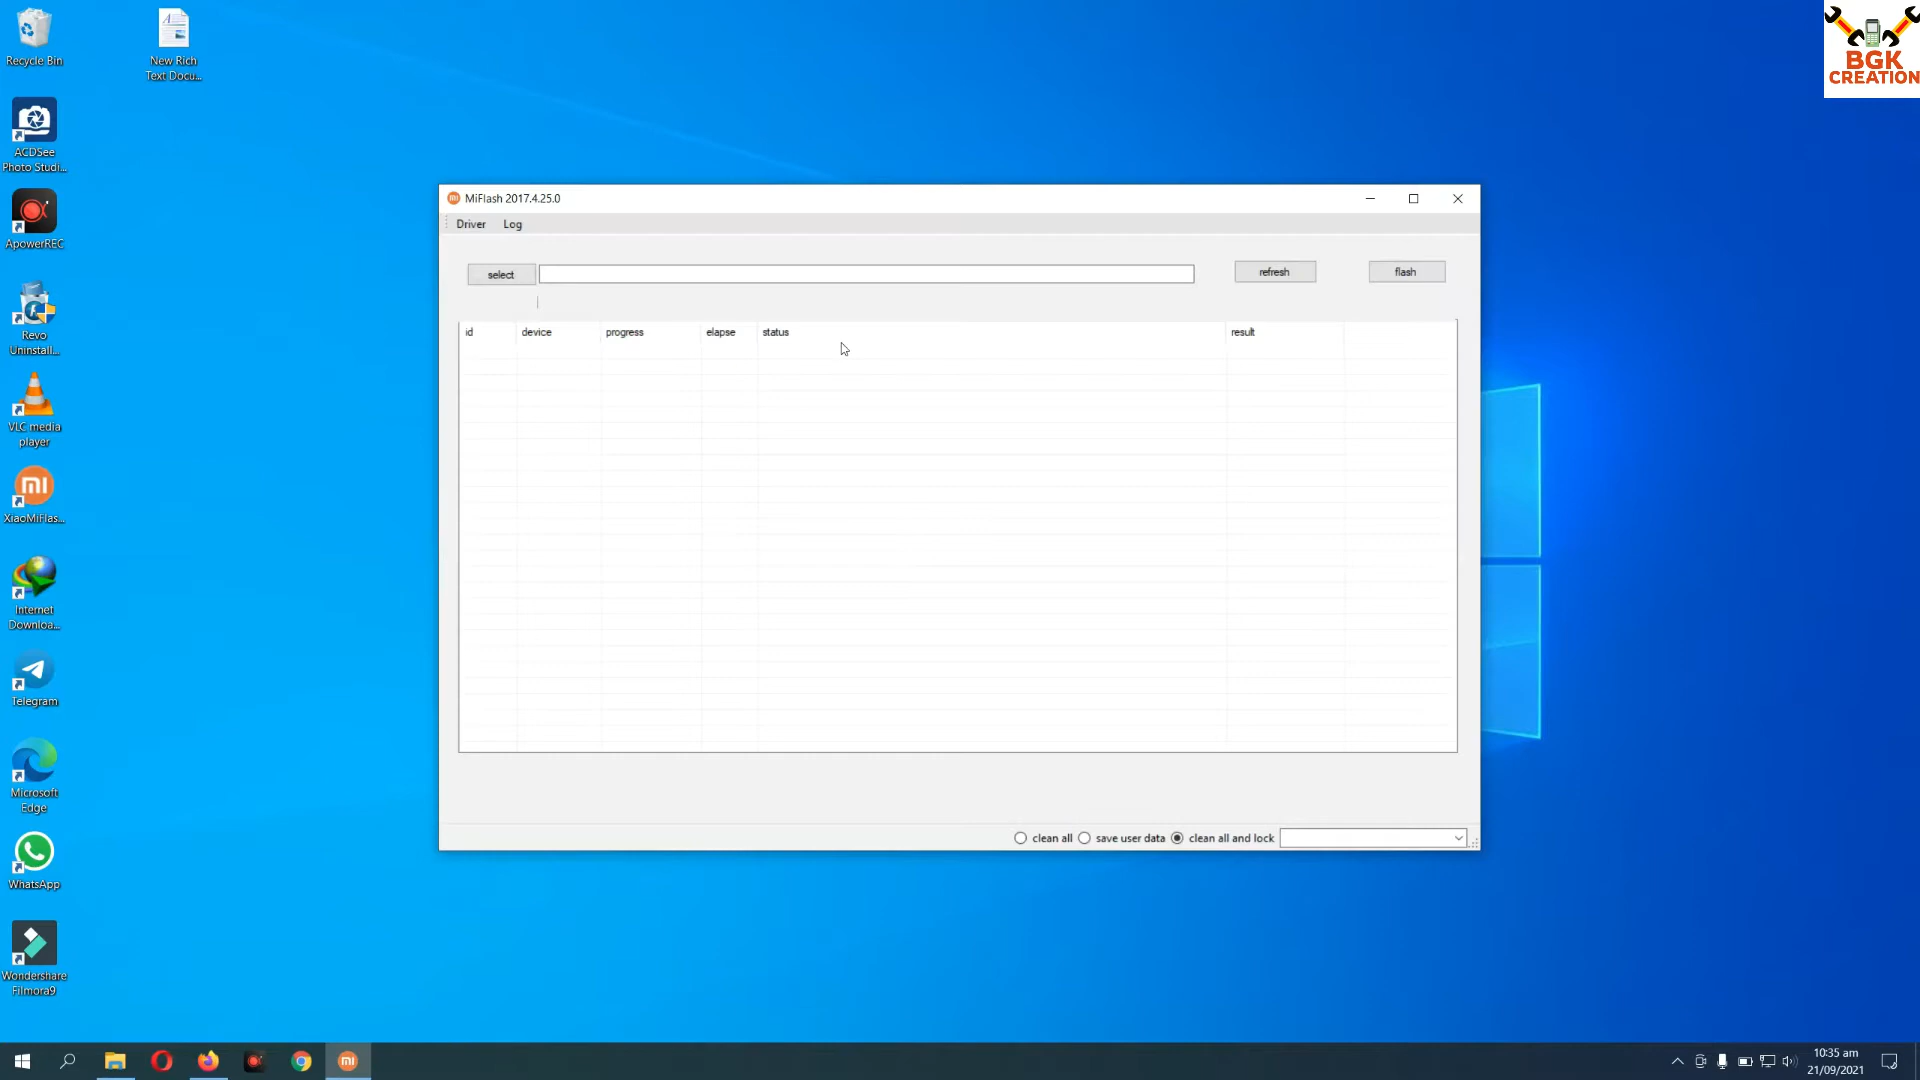 Recycle Bin
New Rich
Text Docu...
BGK
CREATION
ACDSee
Photo Studi...
ApowerREC
Revo
Uninstall...
VLC media
player
XiaoMiFlas...
Internet
Downloa...
Telegram
Microsoft
Edge
WhatsApp
Wondershare
Filmora9
MiFlash 2017.4.25.0
Driver Log
select refresh flash
id device progress elapse status result
clean all save user data clean all and lock
10:35 am
21/09/2021